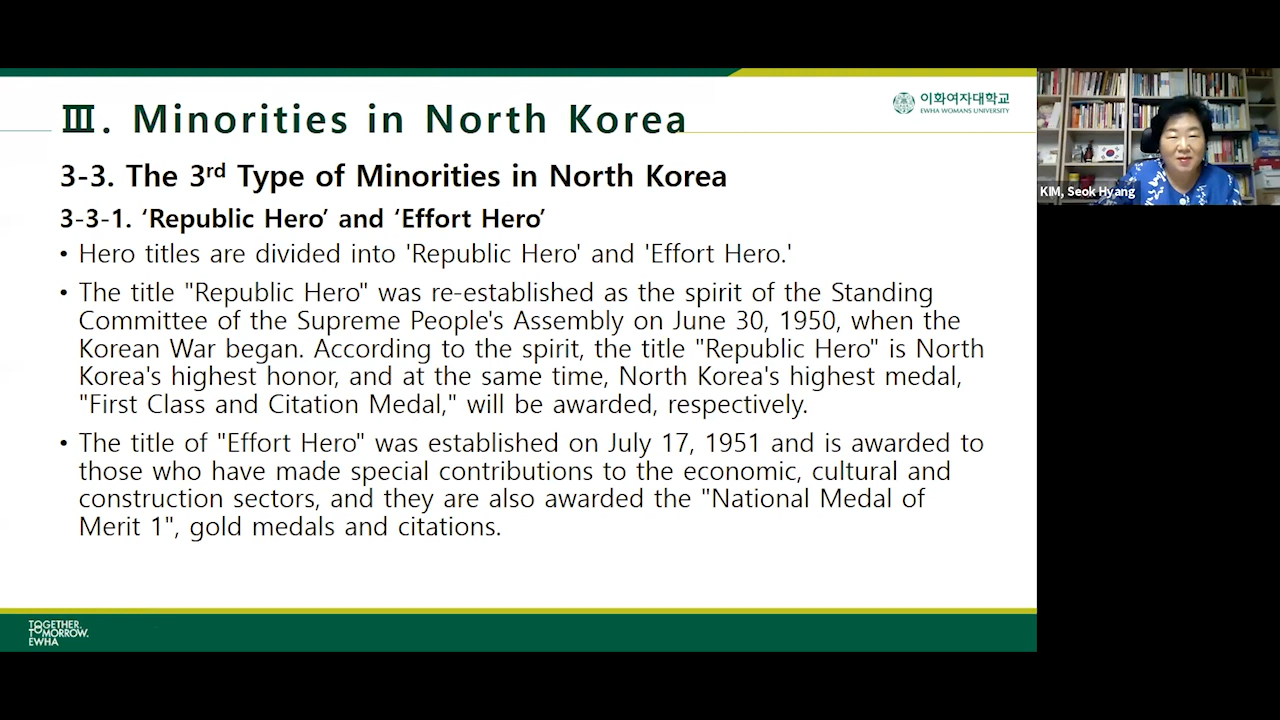 Ⅲ. Minorities in North Korea
이화여자대학교
EWHA WOMANS UNIVERSITY
KIM, Seok Hyang
3-3. The 3rd Type of Minorities in North Korea
3-3-1. ‘Republic Hero’ and ‘Effort Hero’
• Hero titles are divided into 'Republic Hero' and 'Effort Hero.'
• The title "Republic Hero" was re-established as the spirit of the Standing
Committee of the Supreme People's Assembly on June 30, 1950, when the
Korean War began. According to the spirit, the title "Republic Hero" is North
Korea's highest honor, and at the same time, North Korea's highest medal,
"First Class and Citation Medal," will be awarded, respectively.
• The title of "Effort Hero" was established on July 17, 1951 and is awarded to
those who have made special contributions to the economic, cultural and
construction sectors, and they are also awarded the "National Medal of
Merit 1", gold medals and citations.
TOGETHER.
TOMORROW.
EWHA